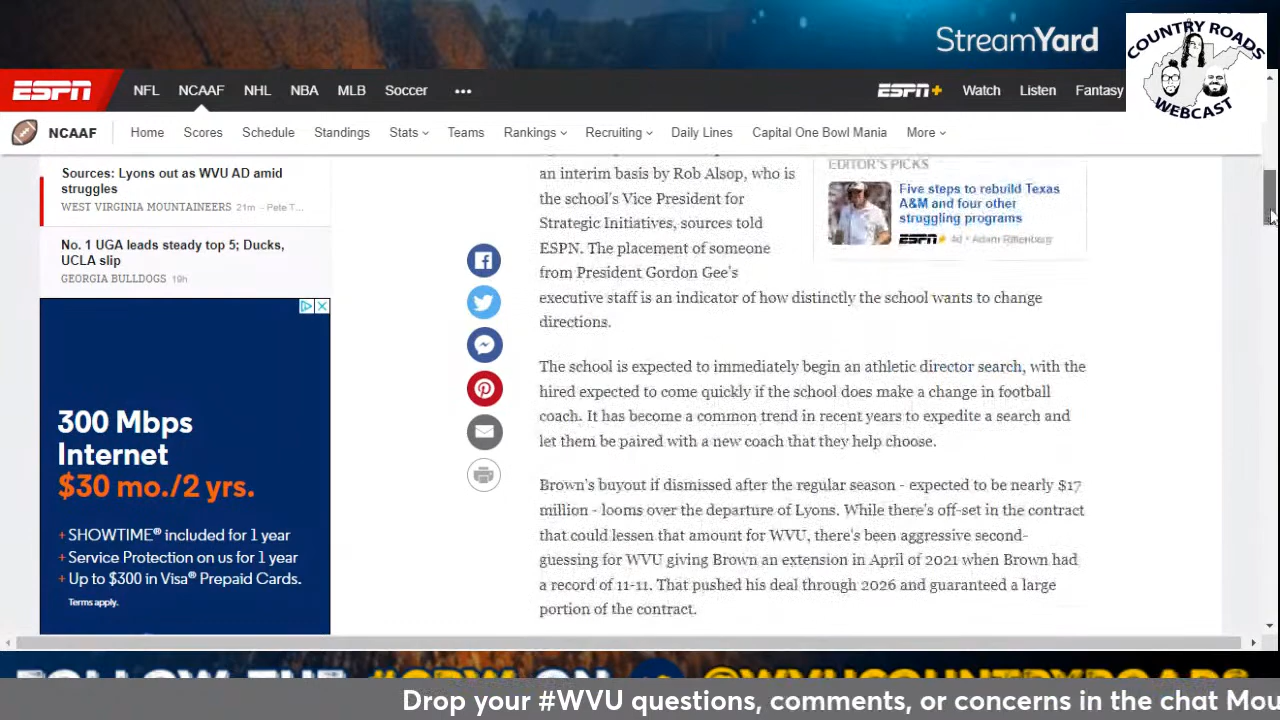 StreamYard
COUNTRY ROADS
WEBCAST
ESPN NFL NCAAF NHL NBA MLB Soccer ••• ESPN+ Watch Listen Fantasy
NCAAF Home Scores Schedule Standings Stats Teams Rankings Recruiting Daily Lines Capital One Bowl Mania More
Sources: Lyons out as WVU AD amid
struggles
WEST VIRGINIA MOUNTAINEERS 21m - Pete T...
No. 1 UGA leads steady top 5; Ducks,
UCLA slip
GEORGIA BULLDOGS 19h
300 Mbps
Internet
$30 mo./2 yrs.
+ SHOWTIME® included for 1 year
+ Service Protection on us for 1 year
+ Up to $300 in Visa® Prepaid Cards.
Terms apply.
an interim basis by Rob Alsop, who is
the school's Vice President for
Strategic Initiatives, sources told
ESPN. The placement of someone
from President Gordon Gee's
executive staff is an indicator of how distinctly the school wants to change
directions.
EDITOR'S PICKS
Five steps to rebuild Texas
A&M and four other
struggling programs
ESPN+ Adam Rittenberg
The school is expected to immediately begin an athletic director search, with the
hired expected to come quickly if the school does make a change in football
coach. It has become a common trend in recent years to expedite a search and
let them be paired with a new coach that they help choose.
Brown's buyout if dismissed after the regular season - expected to be nearly $17
million - looms over the departure of Lyons. While there's off-set in the contract
that could lessen that amount for WVU, there's been aggressive second-
guessing for WVU giving Brown an extension in April of 2021 when Brown had
a record of 11-11. That pushed his deal through 2026 and guaranteed a large
portion of the contract.
FOLLOW THE ON @WVUCOUNTRYROADS
Drop your #WVU questions, comments, or concerns in the chat Mou